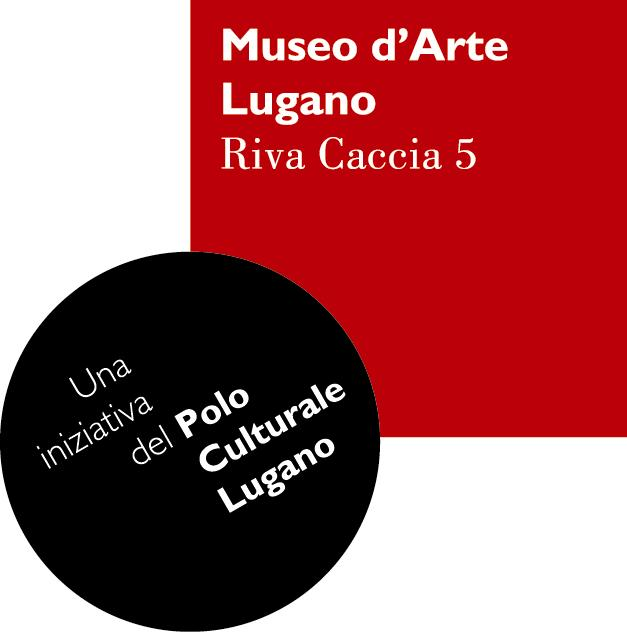 Museo d’Arte
Lugano
Riva Caccia 5
Una
iniziativa
del Polo
Culturale
Lugano